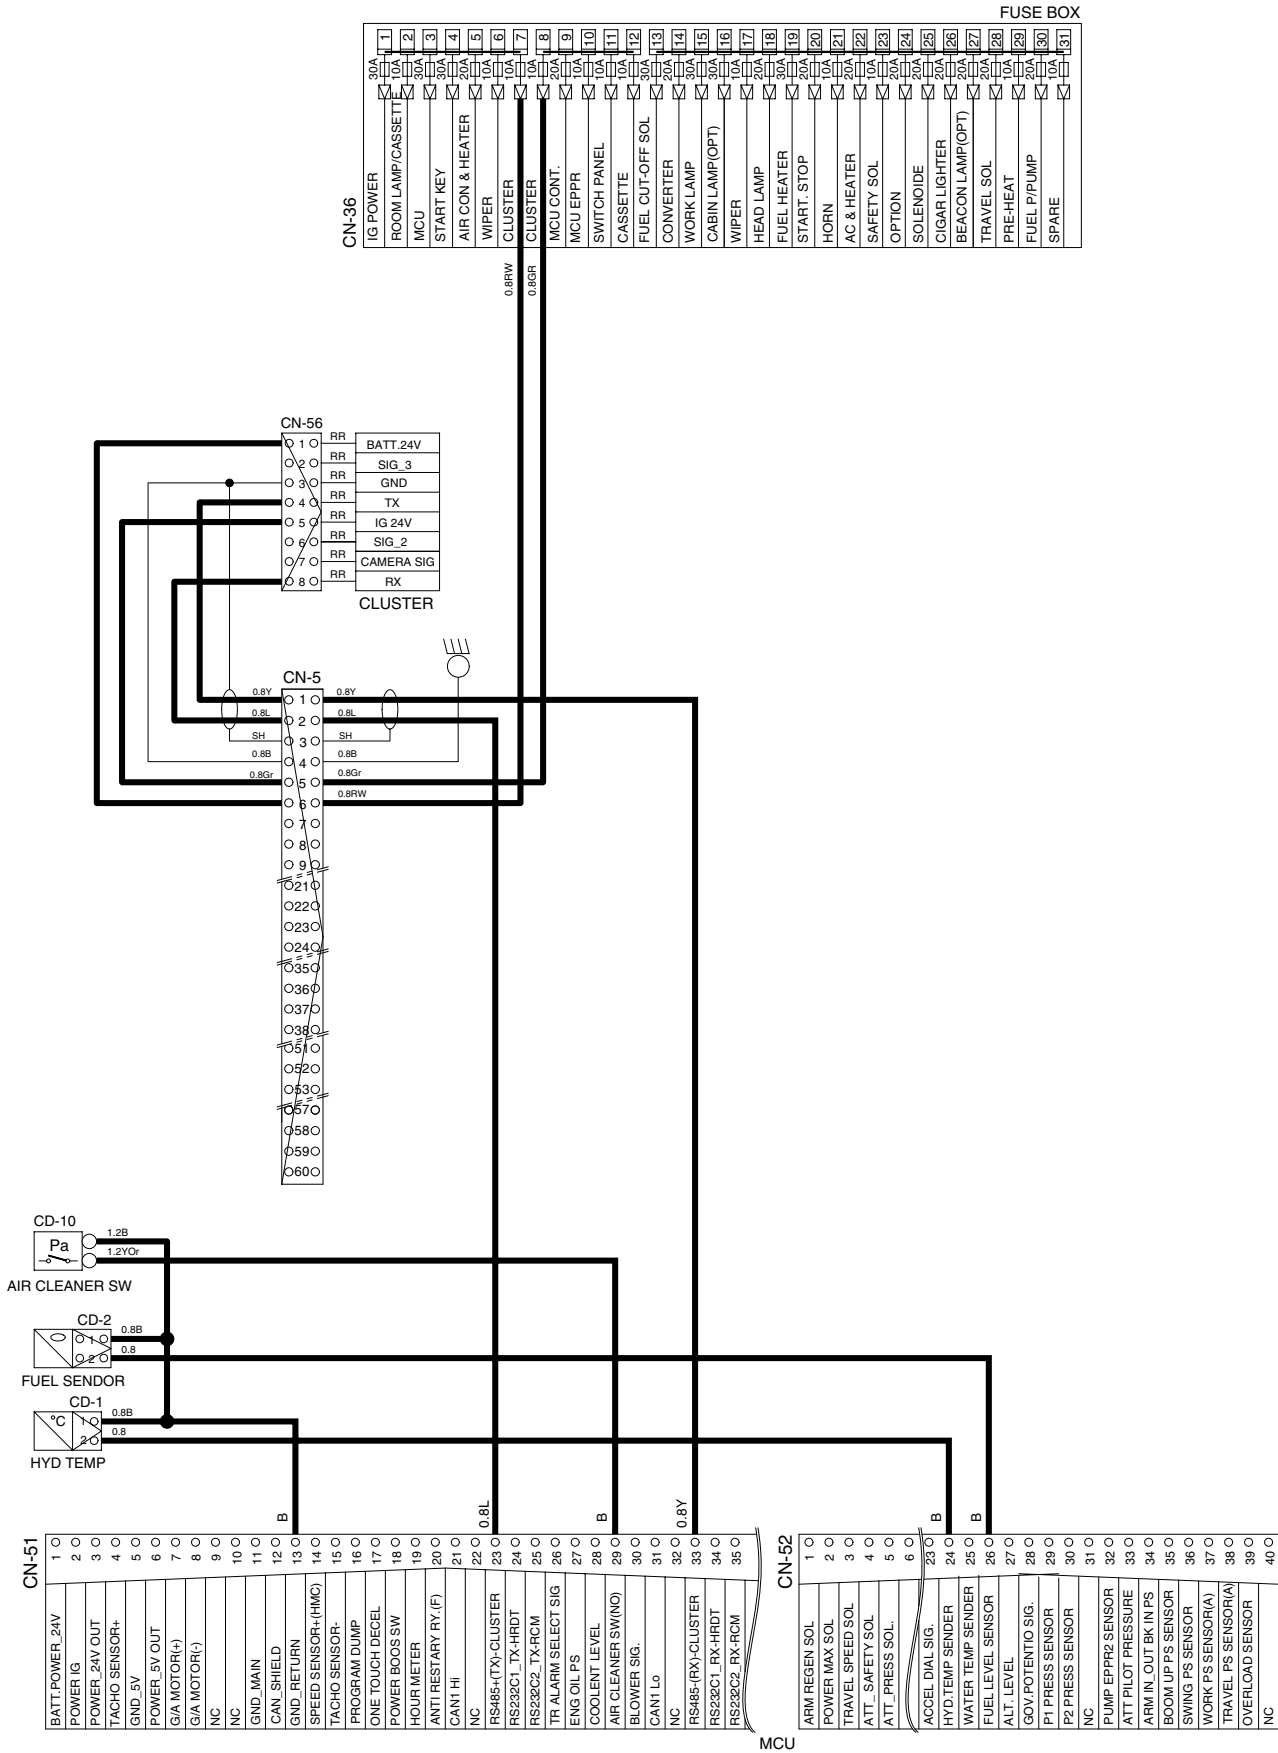 FUSE BOX
CN-36
1 2 3 4 5 6 7 8 9 10 11 12 13 14 15 16 17 18 19 20 21 22 23 24 25 26 27 28 29 30 31
30A 10A 30A 30A 20A 10A 10A 10A 20A 10A 10A 10A 30A 20A 20A 30A 10A 20A 30A 20A 10A 20A 10A 20A 20A 20A 10A 20A 10A 20A 10A
IG POWER
ROOM LAMP/CASSETTE
MCU
START KEY
AIR CON & HEATER
WIPER
CLUSTER
CLUSTER
MCU CONT.
MCU EPPR
SWITCH PANEL
CASSETTE
FUEL CUT-OFF SOL
CONVERTER
WORK LAMP
CABIN LAMP(OPT)
WIPER
HEAD LAMP
FUEL HEATER
START. STOP
HORN
AC & HEATER
SAFETY SOL
OPTION
SOLENOIDE
CIGAR LIGHTER
BEACON LAMP(OPT)
TRAVEL SOL
PRE-HEAT
FUEL P/PUMP
SPARE
0.8RW
0.8GR
CN-56
1 RR BATT.24V
2 RR SIG_3
3 RR GND
4 RR TX
5 RR IG 24V
6 RR SIG_2
7 RR CAMERA SIG
8 RR RX
CLUSTER
CN-5
0.8Y 1 0.8Y
0.8L 2 0.8L
SH 3 SH
0.8B 4 0.8B
0.8Gr 5 0.8Gr
6 0.8RW
7
8
9
21
22
23
24
35
36
37
38
51
52
53
57
58
59
60
CD-10
Pa
1.2B
1.2YOr
AIR CLEANER SW
CD-2
1 0.8B
2 0.8
FUEL SENDOR
CD-1
°C
1 0.8B
2 0.8
HYD TEMP
B
0.8L
B
0.8Y
B
B
CN-51
1 BATT.POWER_24V
2 POWER IG
3 POWER_24V OUT
4 TACHO SENSOR+
5 GND_5V
6 POWER_5V OUT
7 G/A MOTOR(+)
8 G/A MOTOR(-)
9 NC
10 NC
11 GND_MAIN
12 CAN_SHIELD
13 GND_RETURN
14 SPEED SENSOR+(HMC)
15 TACHO SENSOR-
16 PROGRAM DUMP
17 ONE TOUCH DECEL
18 POWER BOOS SW
19 HOUR METER
20 ANTI RESTARY RY.(F)
21 CAN1 Hi
22 NC
23 RS485+(TX)-CLUSTER
24 RS232C1_TX-HRDT
25 RS232C2_TX-RCM
26 TR ALARM SELECT SIG
27 ENG OIL PS
28 COOLENT LEVEL
29 AIR CLEANER SW(NO)
30 BLOWER SIG.
31 CAN1 Lo
32 NC
33 RS485-(RX)-CLUSTER
34 RS232C1_RX-HRDT
35 RS232C2_RX-RCM
MCU
CN-52
1 ARM REGEN SOL
2 POWER MAX SOL
3 TRAVEL SPEED SOL
4 ATT_ SAFETY SOL
5 ATT_PRESS SOL.
6
23 ACCEL DIAL SIG.
24 HYD.TEMP SENDER
25 WATER TEMP SENDER
26 FUEL LEVEL SENSOR
27 ALT. LEVEL
28 GOV.POTENTIO SIG.
29 P1 PRESS SENSOR
30 P2 PRESS SENSOR
31 NC
32 PUMP EPPR2 SENSOR
33 ATT PILOT PRESSURE
34 ARM IN_OUT BK IN PS
35 BOOM UP PS SENSOR
36 SWING PS SENSOR
37 WORK PS SENSOR(A)
38 TRAVEL PS SENSOR(A)
39 OVERLOAD SENSOR
40 NC